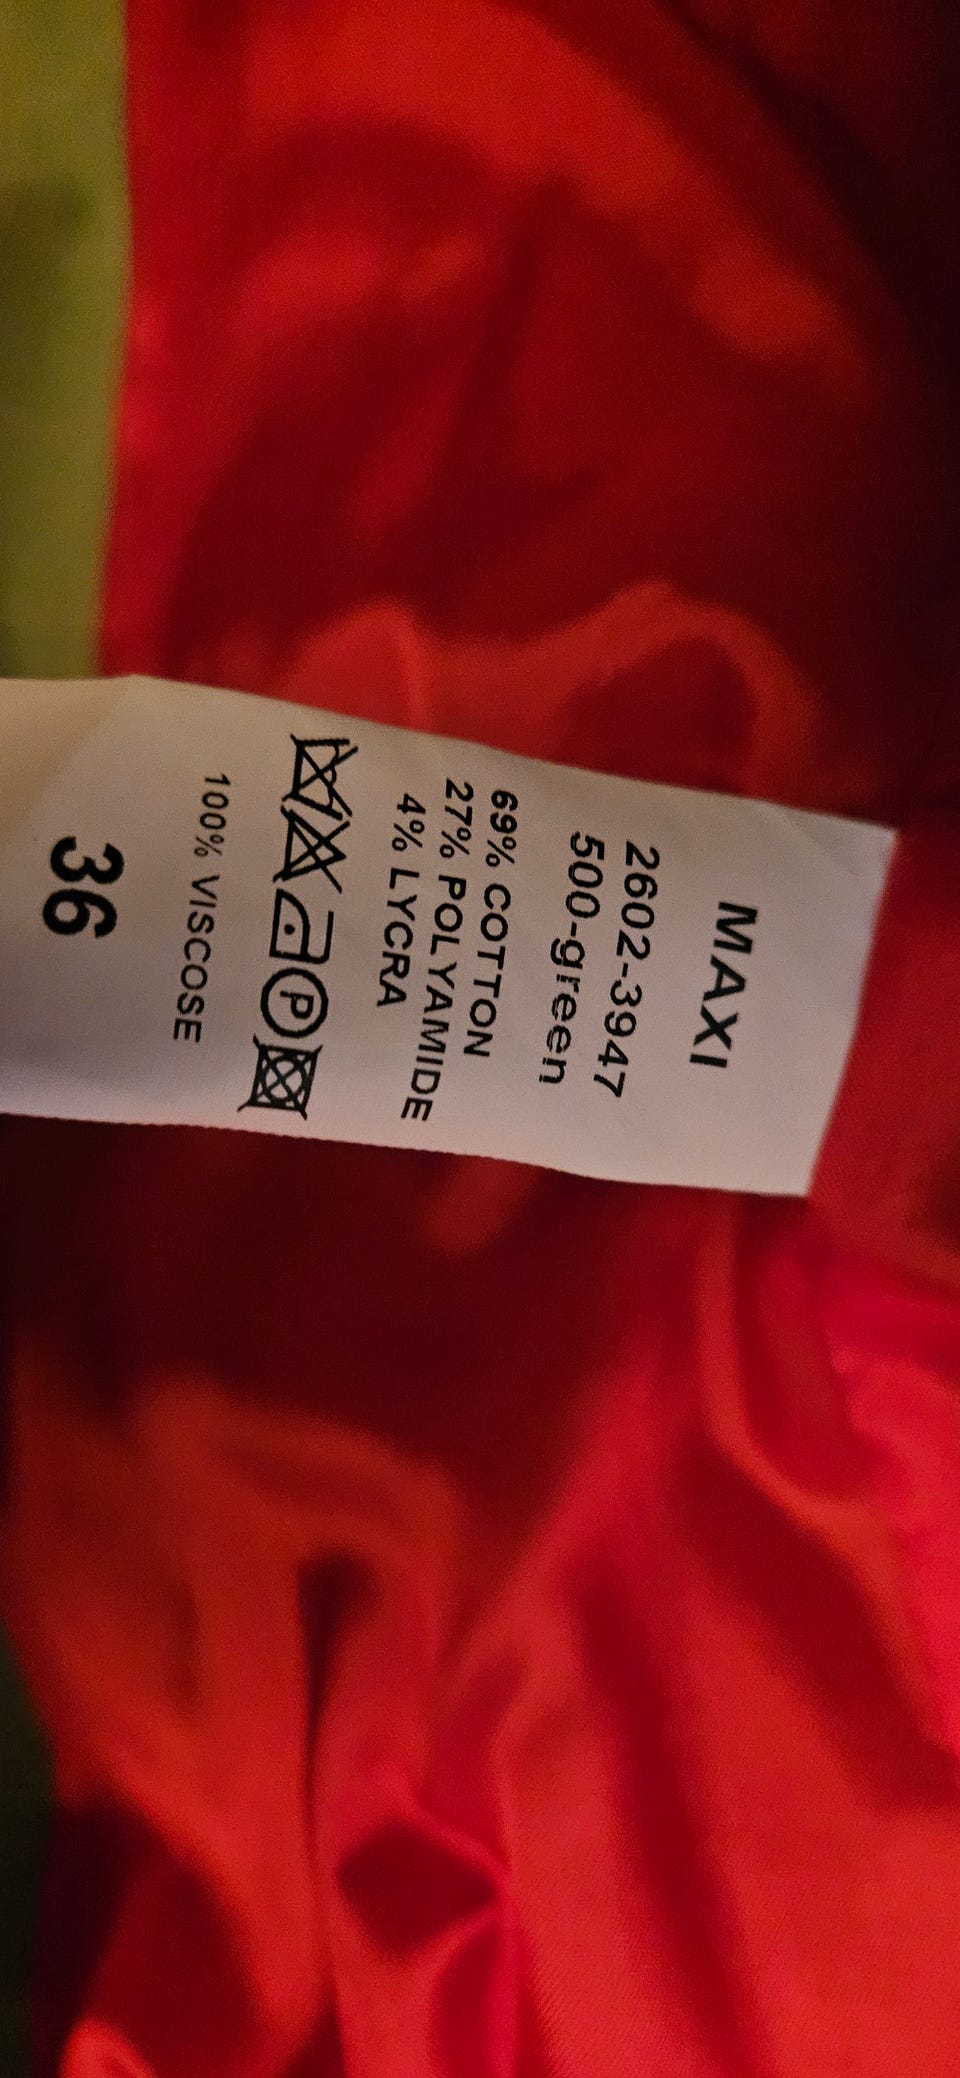 MAXI
2602-3947
500-green
69% COTTON
27% POLYAMIDE
4% LYCRA
P
100% VISCOSE
36